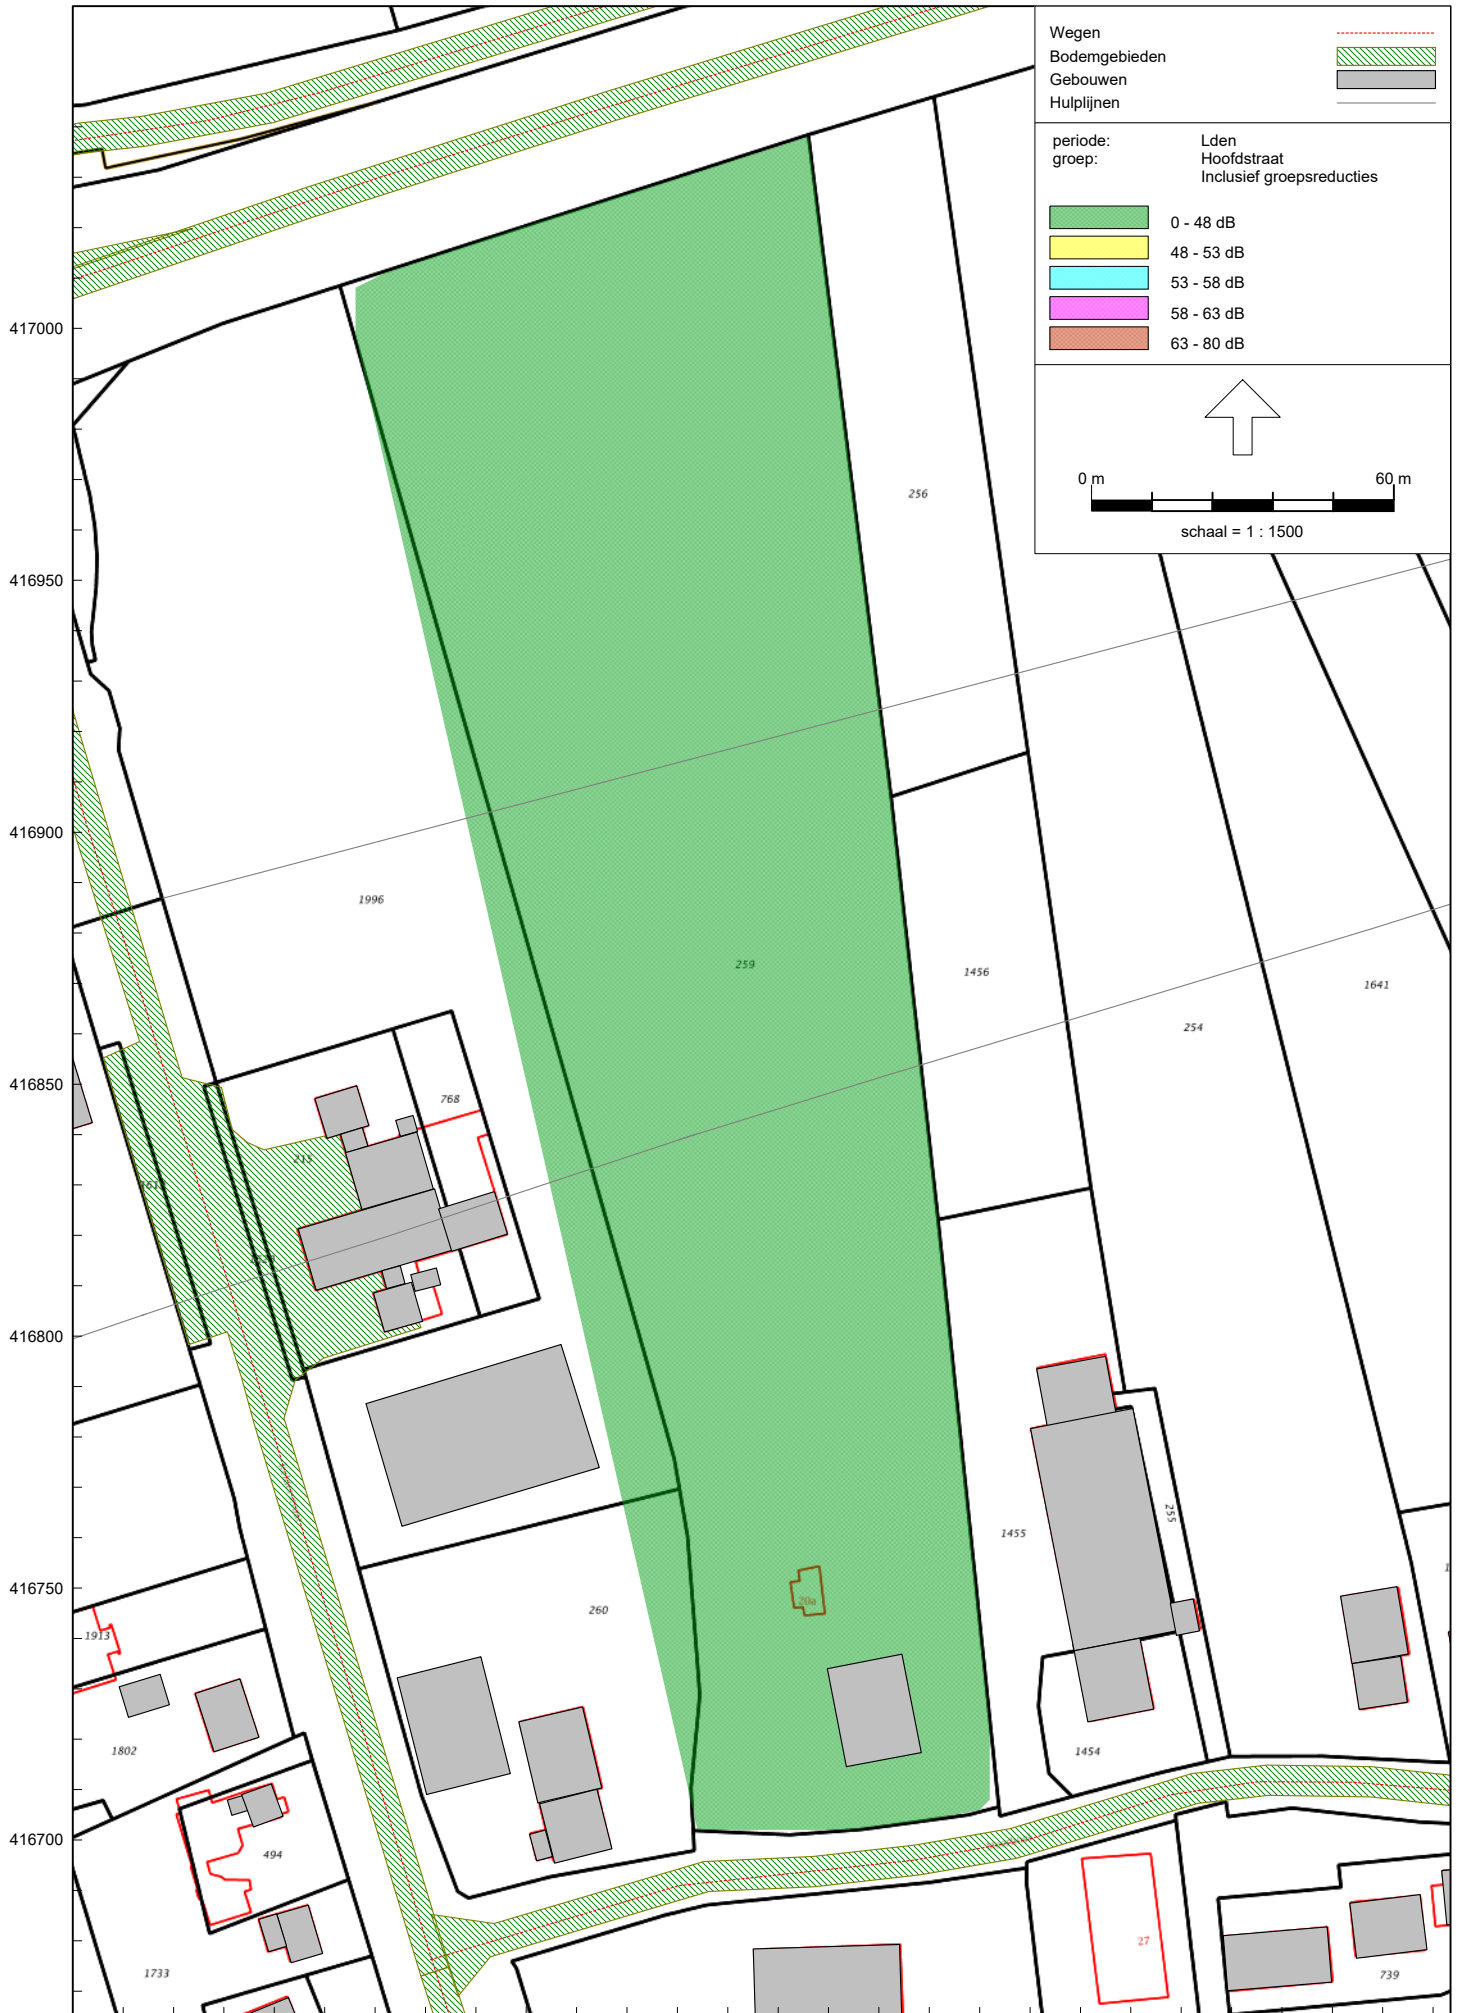 Wegen
Bodemgebieden
Gebouwen
Hulplijnen
periode: Lden
groep: Hoofdstraat
Inclusief groepsreducties
0 - 48 dB
48 - 53 dB
53 - 58 dB
58 - 63 dB
63 - 80 dB
0 m 60 m
schaal = 1 : 1500
417000
416950
416900
416850
416800
416750
416700
256
1996
259
1456
1641
254
768
215
1455
255
260
20a
1913
1802
1454
494
27
1733
739